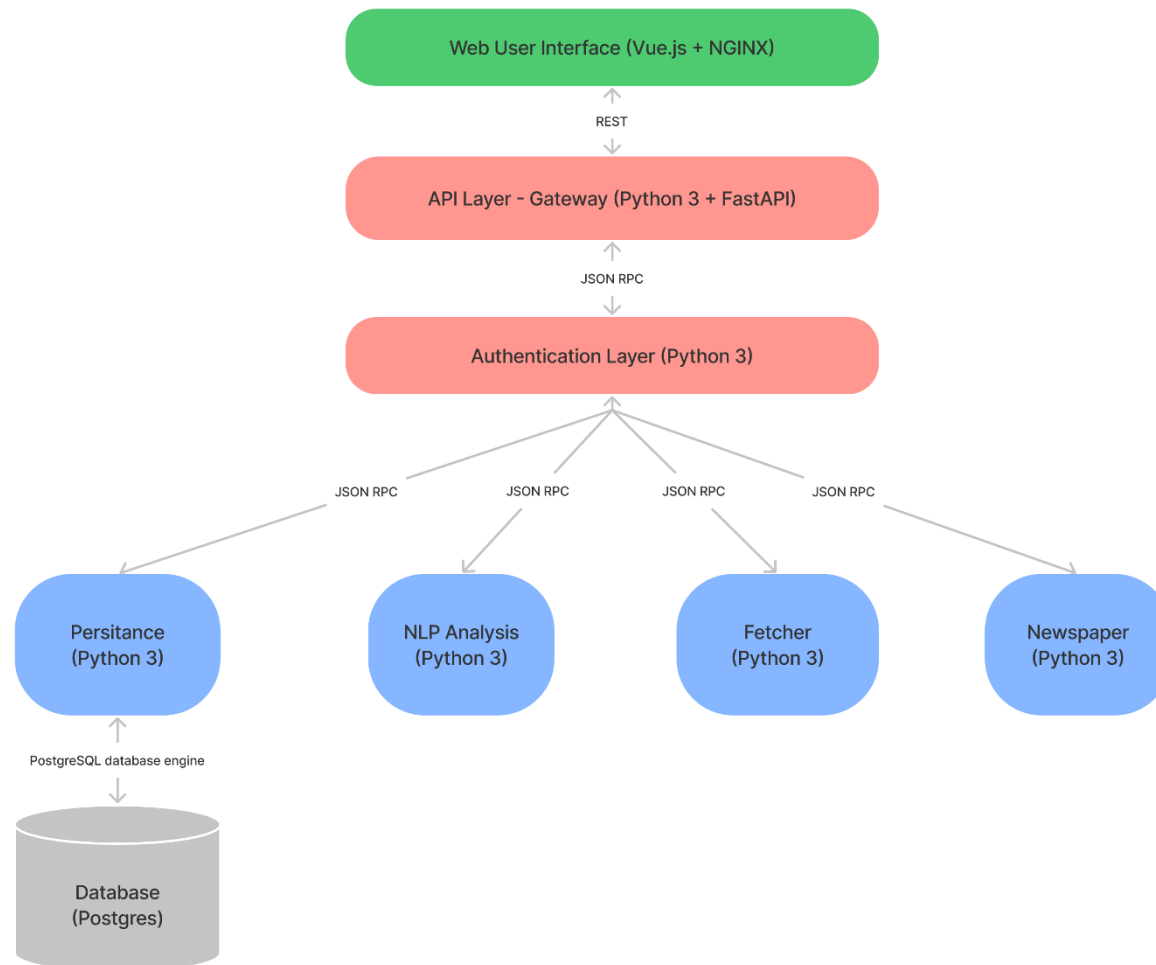 Web User Interface (Vue.js + NGINX)
REST
API Layer - Gateway (Python 3 + FastAPI)
JSON RPC
Authentication Layer (Python 3)
JSON RPC
JSON RPC
JSON RPC
JSON RPC
Persitance
(Python 3)
NLP Analysis
(Python 3)
Fetcher
(Python 3)
Newspaper
(Python 3)
PostgreSQL database engine
Database
(Postgres)